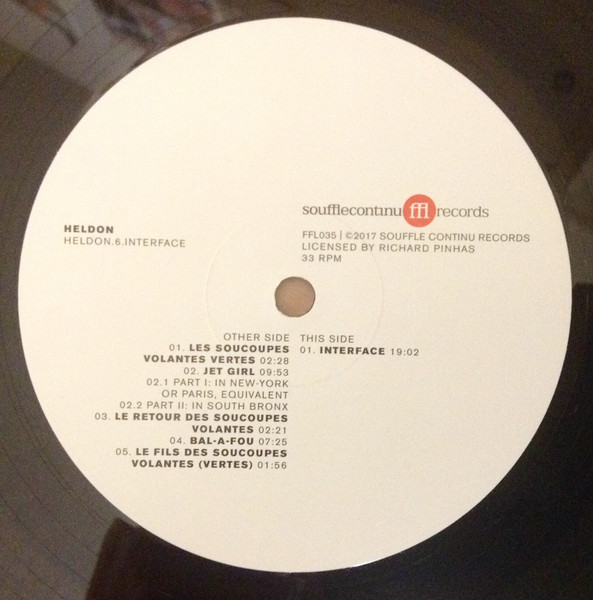 HELDON
HELDON.6.INTERFACE
soufflecontinu ffl records
FFL035 | ©2017 SOUFFLE CONTINU RECORDS
LICENSED BY RICHARD PINHAS
33 RPM
OTHER SIDE
01. LES SOUCOUPES
VOLANTES VERTES 02:28
02. JET GIRL 09:53
02.1 PART I: IN NEW-YORK
OR PARIS, EQUIVALENT
02.2 PART II: IN SOUTH BRONX
03. LE RETOUR DES SOUCOUPES
VOLANTES 02:21
04. BAL-A-FOU 07:25
05. LE FILS DES SOUCOUPES
VOLANTES (VERTES) 01:56
THIS SIDE
01. INTERFACE 19:02